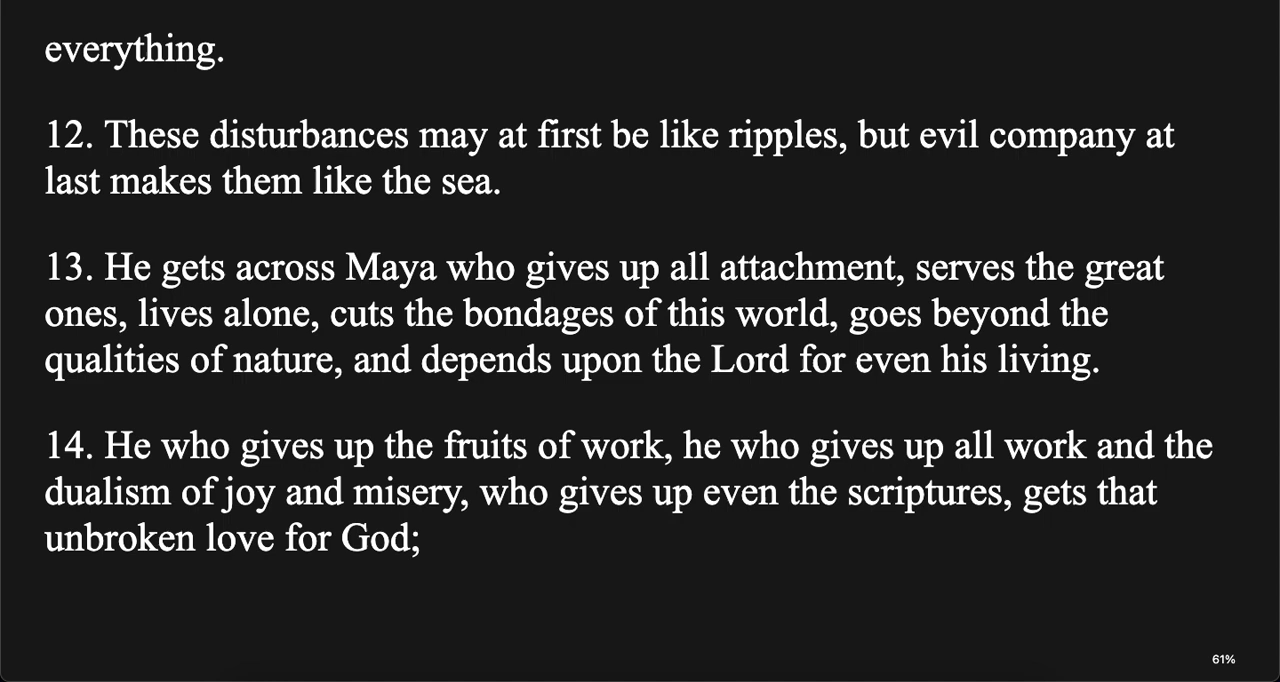 everything.
12. These disturbances may at first be like ripples, but evil company at
last makes them like the sea.
13. He gets across Maya who gives up all attachment, serves the great
ones, lives alone, cuts the bondages of this world, goes beyond the
qualities of nature, and depends upon the Lord for even his living.
14. He who gives up the fruits of work, he who gives up all work and the
dualism of joy and misery, who gives up even the scriptures, gets that
unbroken love for God;
61%